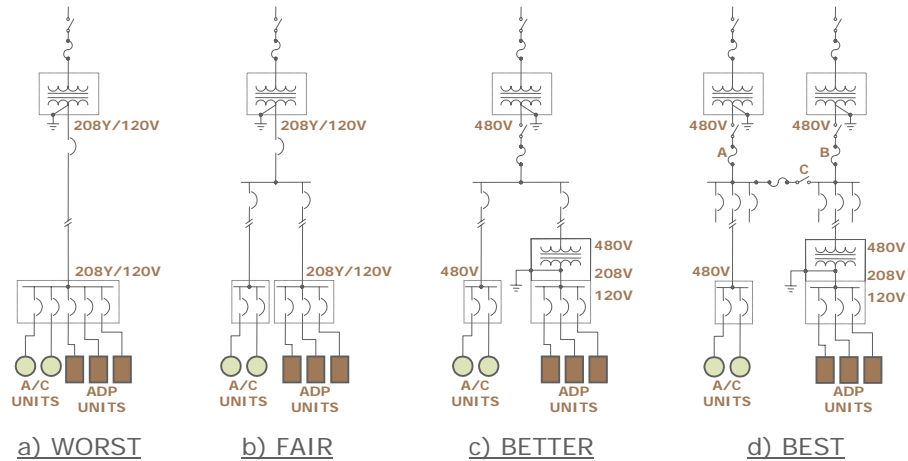 208Y/120V
208Y/120V
A/C
UNITS
ADP
UNITS
a) WORST
208Y/120V
208Y/120V
A/C
UNITS
ADP
UNITS
b) FAIR
480V
480V
480V
208V
120V
A/C
UNITS
ADP
UNITS
c) BETTER
480V
480V
A
B
C
480V
480V
208V
120V
A/C
UNITS
ADP
UNITS
d) BEST